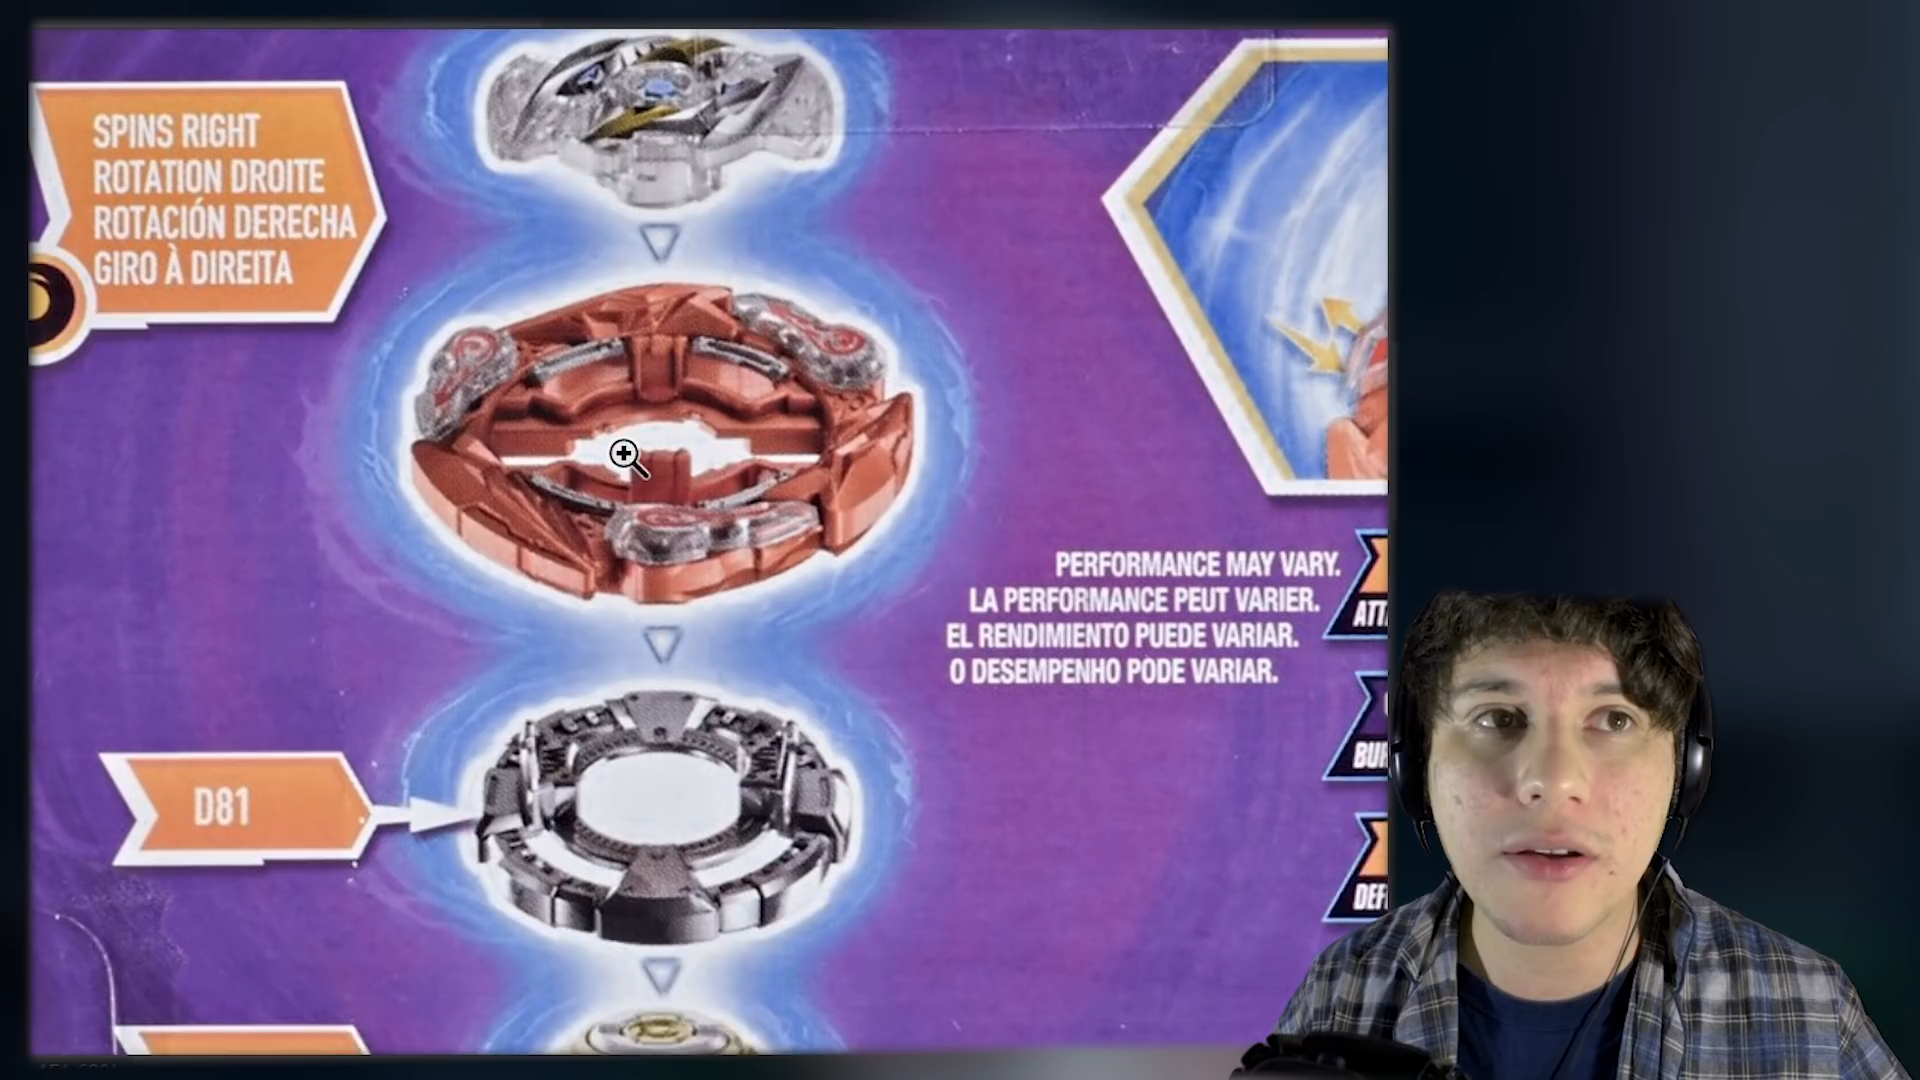 SPINS RIGHT
ROTATION DROITE
ROTACIÓN DERECHA
GIRO À DIREITA
PERFORMANCE MAY VARY.
LA PERFORMANCE PEUT VARIER.
EL RENDIMIENTO PUEDE VARIAR.
O DESEMPENHO PODE VARIAR.
D81